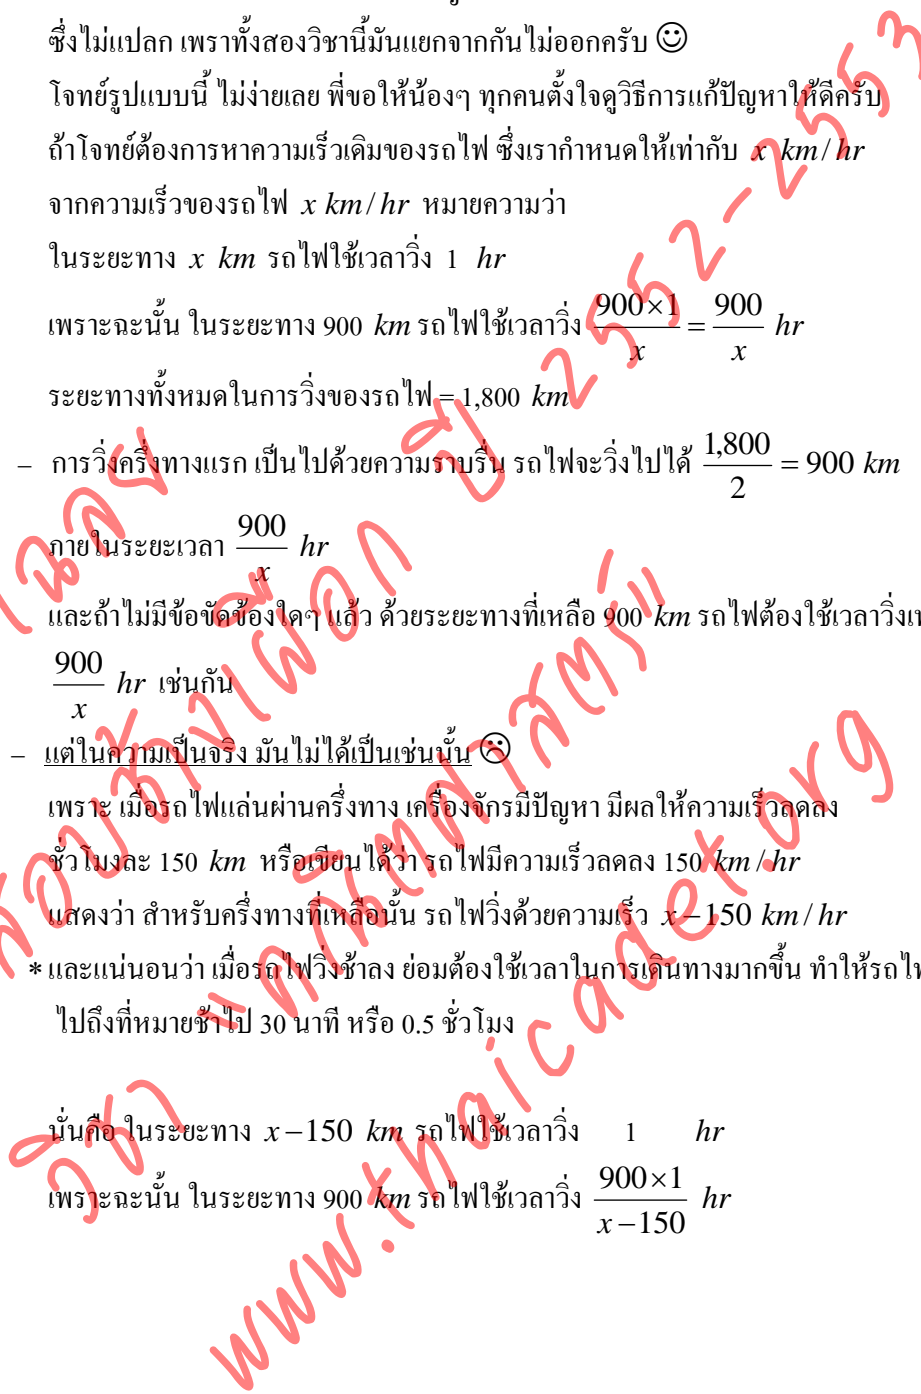 ซึ่งไม่แปลก เพราทั้งสองวิชานี้มันแยกจากกันไม่ออกครับ ☺
โจทย์รูปแบบนี้ ไม่ง่ายเลย พี่ขอให้น้องๆ ทุกคนตั้งใจดูวิธีการแก้ปัญหาให้ดีครับ
ถ้าโจทย์ต้องการหาความเร็วเดิมของรถไฟ ซึ่งเรากำหนดให้เท่ากับ x km/hr
จากความเร็วของรถไฟ x km/hr หมายความว่า
ในระยะทาง x km รถไฟใช้เวลาวิ่ง 1 hr
เพราะฉะนั้น ในระยะทาง 900 km รถไฟใช้เวลาวิ่ง 900×1/x = 900/x hr
ระยะทางทั้งหมดในการวิ่งของรถไฟ = 1,800 km
– การวิ่งครึ่งทางแรก เป็นไปด้วยความราบรื่น รถไฟจะวิ่งไปได้ 1,800/2 = 900 km
ภายในระยะเวลา 900/x hr
และถ้าไม่มีข้อขัดข้องใดๆ แล้ว ด้วยระยะทางที่เหลือ 900 km รถไฟต้องใช้เวลาวิ่ง
900/x hr เช่นกัน
– แต่ในความเป็นจริง มันไม่ได้เป็นเช่นนั้น ☹
เพราะ เมื่อรถไฟแล่นผ่านครึ่งทาง เครื่องจักรมีปัญหา มีผลให้ความเร็วลดลง
ชั่วโมงละ 150 km หรือเขียนได้ว่า รถไฟมีความเร็วลดลง 150 km/hr
แสดงว่า สำหรับครึ่งทางที่เหลือนั้น รถไฟวิ่งด้วยความเร็ว x−150 km/hr
* และแน่นอนว่า เมื่อรถไฟวิ่งช้าลง ย่อมต้องใช้เวลาในการเดินทางมากขึ้น ทำให้
ไปถึงที่หมายช้าไป 30 นาที หรือ 0.5 ชั่วโมง
นั่นคือ ในระยะทาง x−150 km รถไฟใช้เวลาวิ่ง 1 hr
เพราะฉะนั้น ในระยะทาง 900 km รถไฟใช้เวลาวิ่ง 900×1/x−150 hr
วิชา "คณิตศาสตร์"
www.thaicadet.org